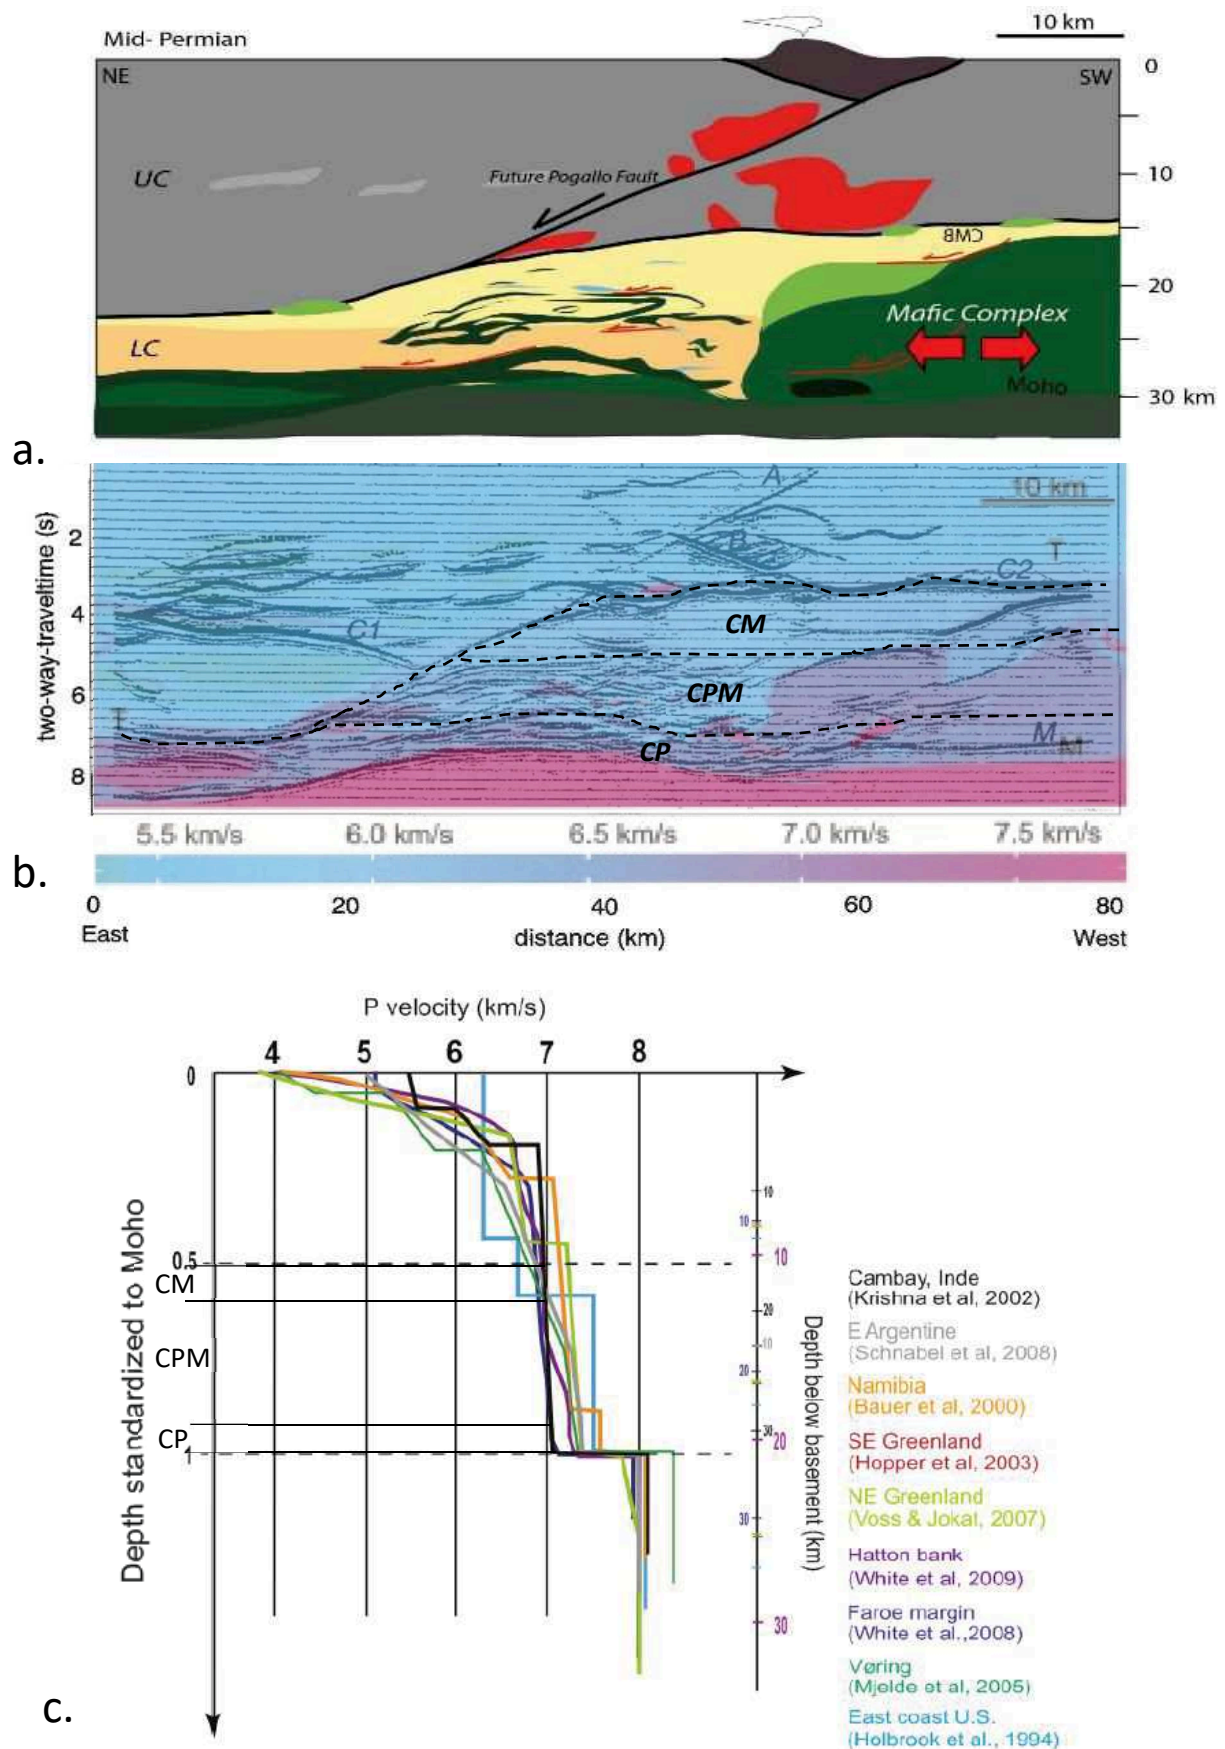 Mid- Permian
10 km
NE
SW
0
UC
Future Pogallo Fault
10
CMB
20
Mafic Complex
LC
Moho
30 km
a.
two-way-traveltime (s)
A
10 km
2
B
T
C2
4
C1
CM
6
CPM
T
M
M
CP
8
5.5 km/s
6.0 km/s
6.5 km/s
7.0 km/s
7.5 km/s
b.
0
20
40
60
80
East
distance (km)
West
P velocity (km/s)
4
5
6
7
8
0
Depth standardized to Moho
0.5
CM
CPM
CP
1
10
10
10
20
10
20
30
20
30
30
Depth below basement (km)
Cambay, Inde
(Krishna et al, 2002)
E Argentine
(Schnabel et al, 2008)
Namibia
(Bauer et al, 2000)
SE Greenland
(Hopper et al, 2003)
NE Greenland
(Voss & Jokat, 2007)
Hatton bank
(White et al, 2009)
Faroe margin
(White et al.,2008)
Vøring
(Mjelde et al, 2005)
East coast U.S.
(Holbrook et al., 1994)
c.